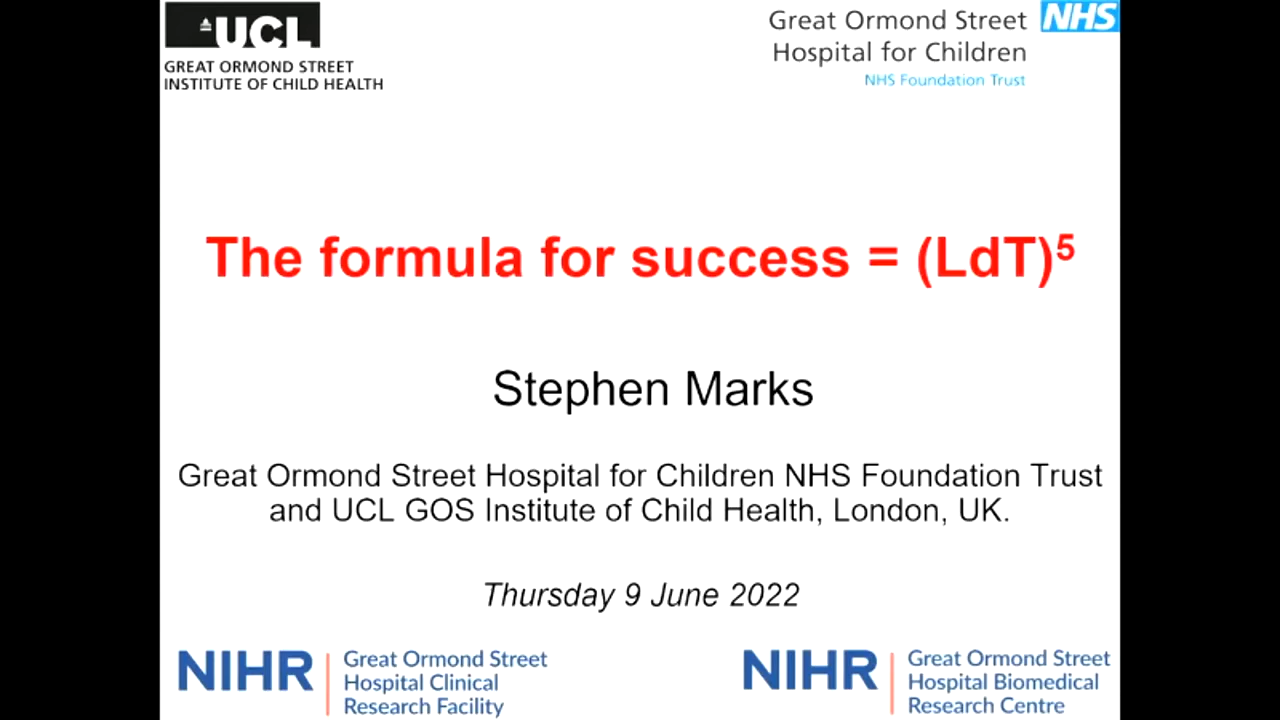 UCL
GREAT ORMOND STREET
INSTITUTE OF CHILD HEALTH
Great Ormond Street
Hospital for Children
NHS Foundation Trust
NHS
The formula for success = (LdT)⁵
Stephen Marks
Great Ormond Street Hospital for Children NHS Foundation Trust
and UCL GOS Institute of Child Health, London, UK.
Thursday 9 June 2022
NIHR
Great Ormond Street
Hospital Clinical
Research Facility
NIHR
Great Ormond Street
Hospital Biomedical
Research Centre